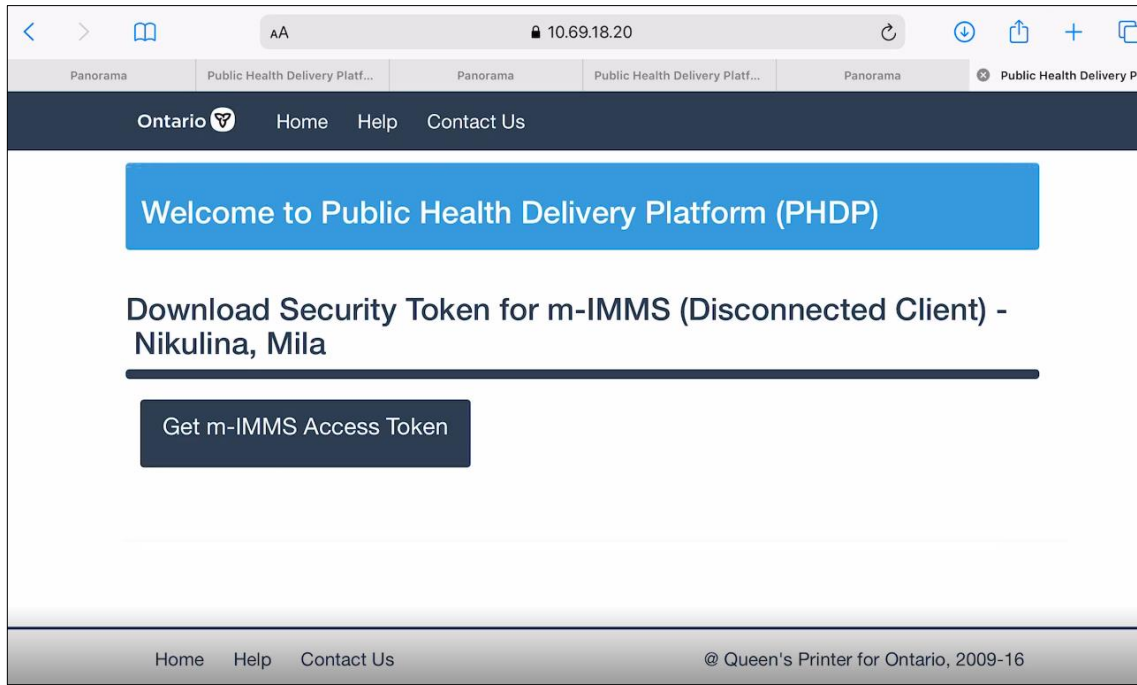 AA 10.69.18.20
Panorama Public Health Delivery Platf... Panorama Public Health Delivery Platf... Panorama Public Health Delivery P
Ontario Home Help Contact Us
Welcome to Public Health Delivery Platform (PHDP)
Download Security Token for m-IMMS (Disconnected Client) -
Nikulina, Mila
Get m-IMMS Access Token
Home Help Contact Us @ Queen's Printer for Ontario, 2009-16